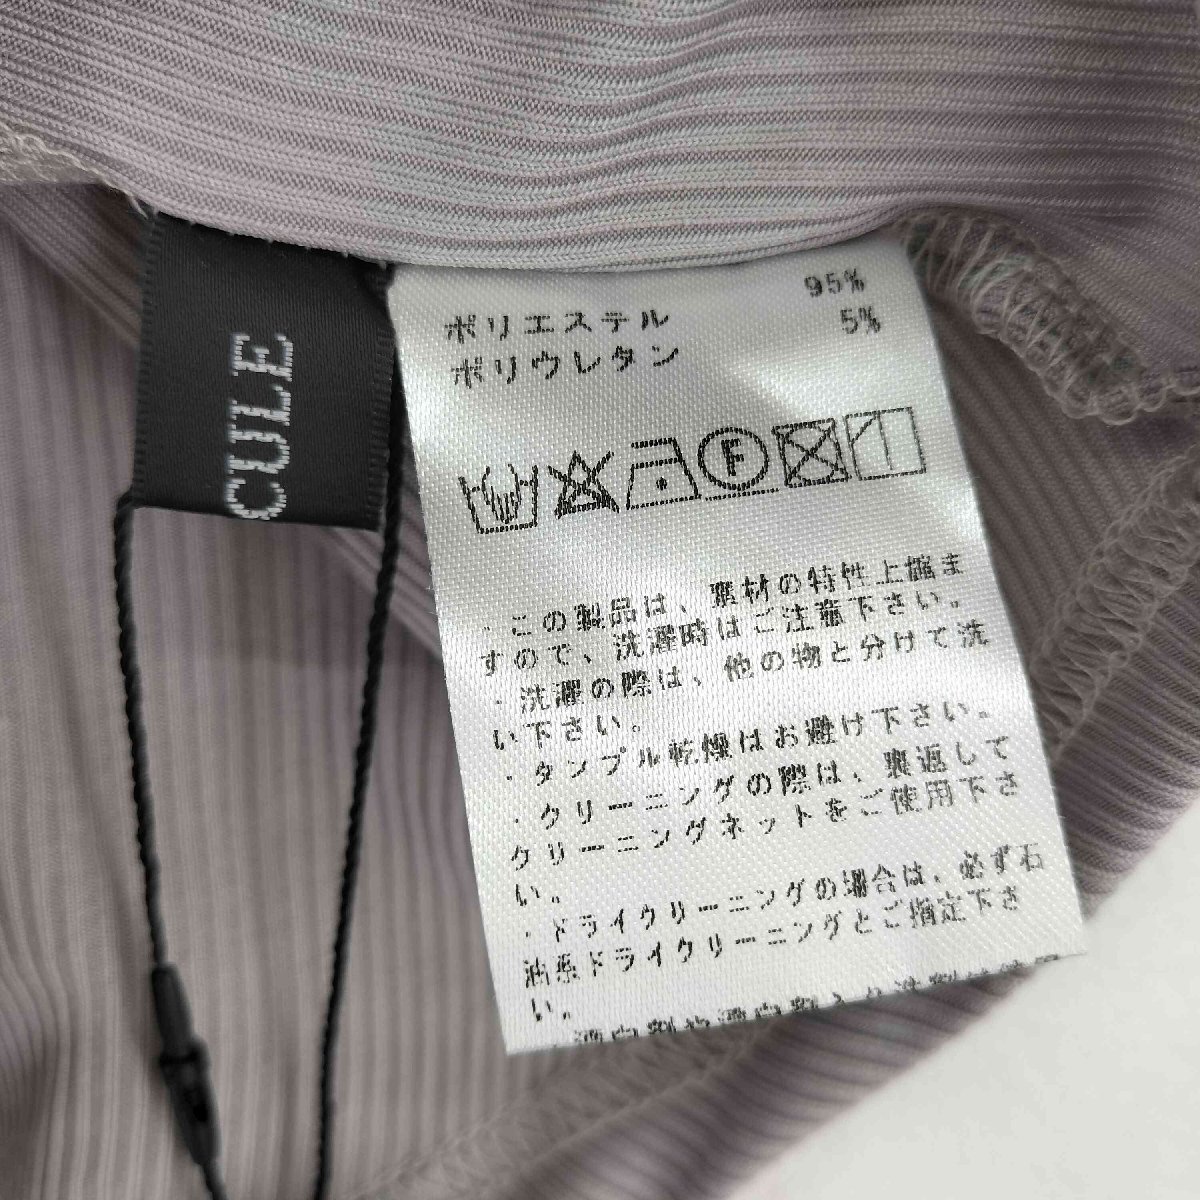 CULE
ポリエステル 95%
ポリウレタン 5%
F
・この製品は、素材の特性上縮ま
すので、洗濯時はご注意下さい。
・洗濯の際は、他の物と分けて洗
い下さい。
・タンブル乾燥はお避け下さい。
・クリーニングの際は、裏返して
クリーニングネットをご使用下さ
い。
・ドライクリーニングの場合は、必ず石
油系ドライクリーニングとご指定下さ
い。